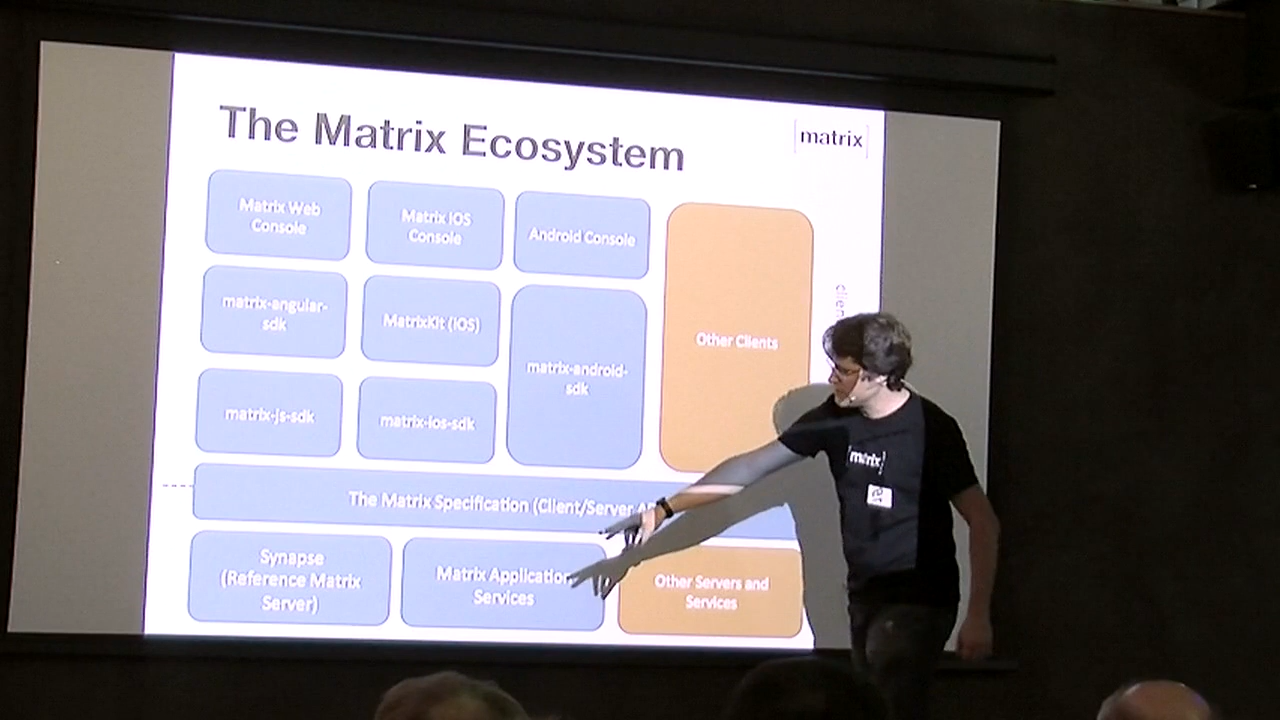 The Matrix Ecosystem
[matrix]
Matrix Web
Console
Matrix iOS
Console
Android Console
matrix-angular-
sdk
MatrixKit (iOS)
matrix-android-
sdk
Other Clients
matrix-js-sdk
matrix-ios-sdk
The Matrix Specification (Client/Server
Synapse
(Reference Matrix
Server)
Matrix Application
Services
Other Servers and
Services
[matrix]